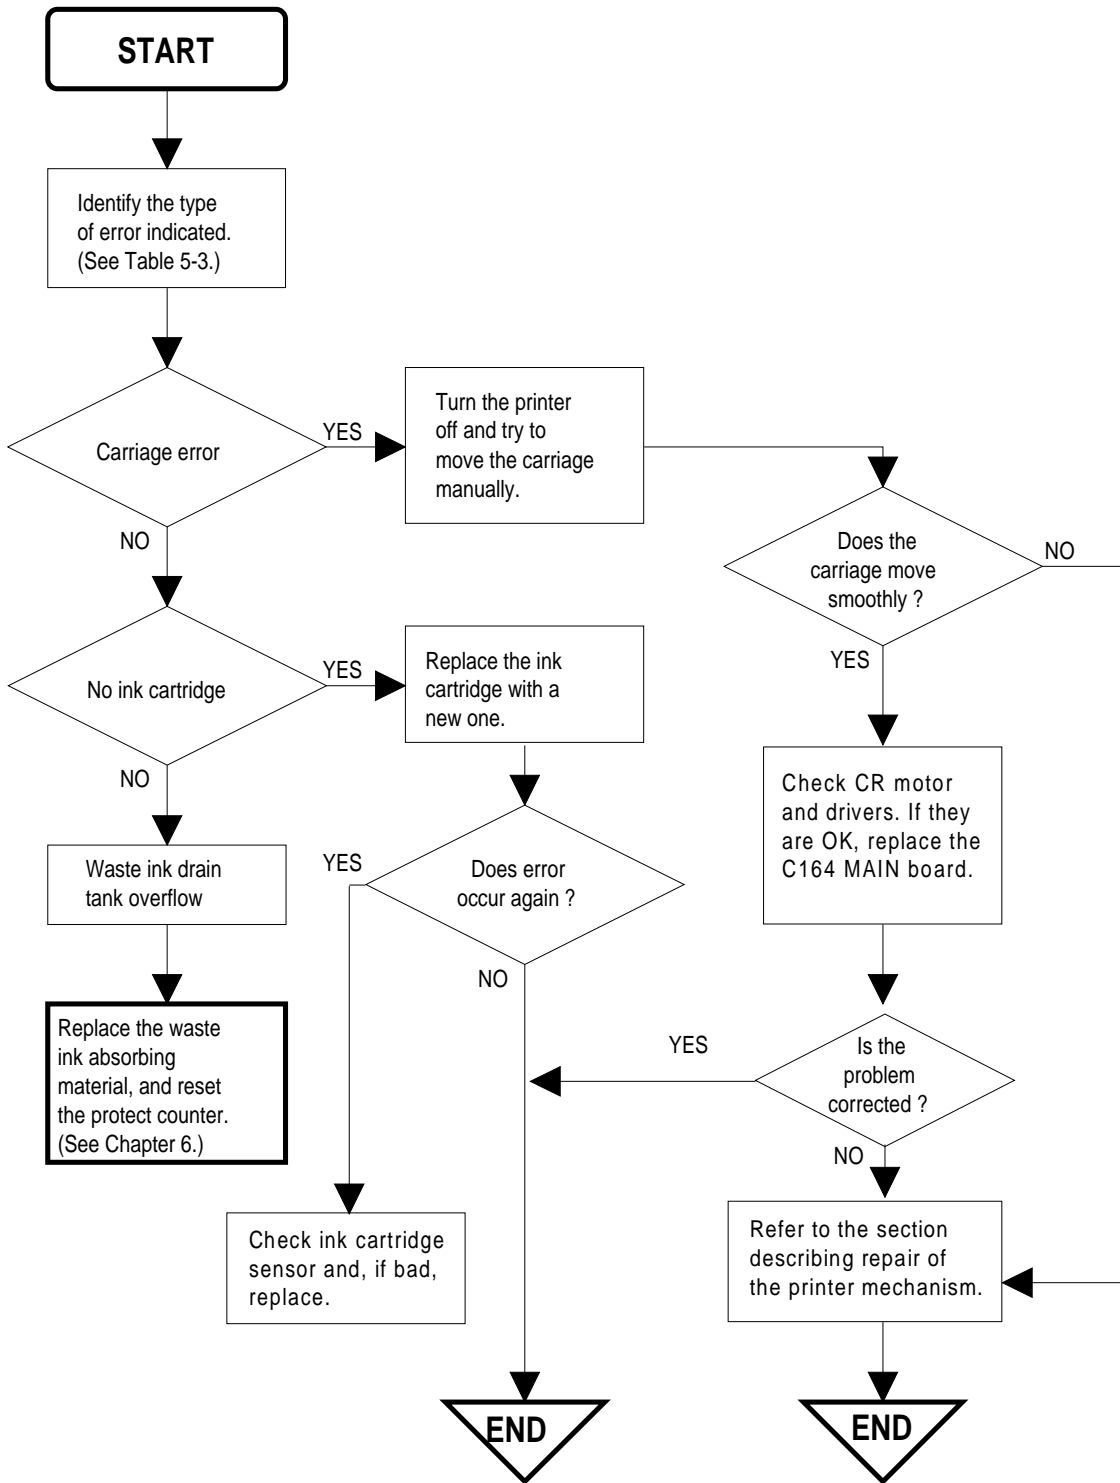 START
Identify the type
of error indicated.
(See Table 5-3.)
Carriage error
YES
Turn the printer
off and try to
move the carriage
manually.
NO
Does the
carriage move
smoothly ?
NO
YES
No ink cartridge
YES
Replace the ink
cartridge with a
new one.
NO
Check CR motor
and drivers. If they
are OK, replace the
C164 MAIN board.
Waste ink drain
tank overflow
YES
Does error
occur again ?
NO
Replace the waste
ink absorbing
material, and reset
the protect counter.
(See Chapter 6.)
YES
Is the
problem
corrected ?
NO
Check ink cartridge
sensor and, if bad,
replace.
Refer to the section
describing repair of
the printer mechanism.
END
END